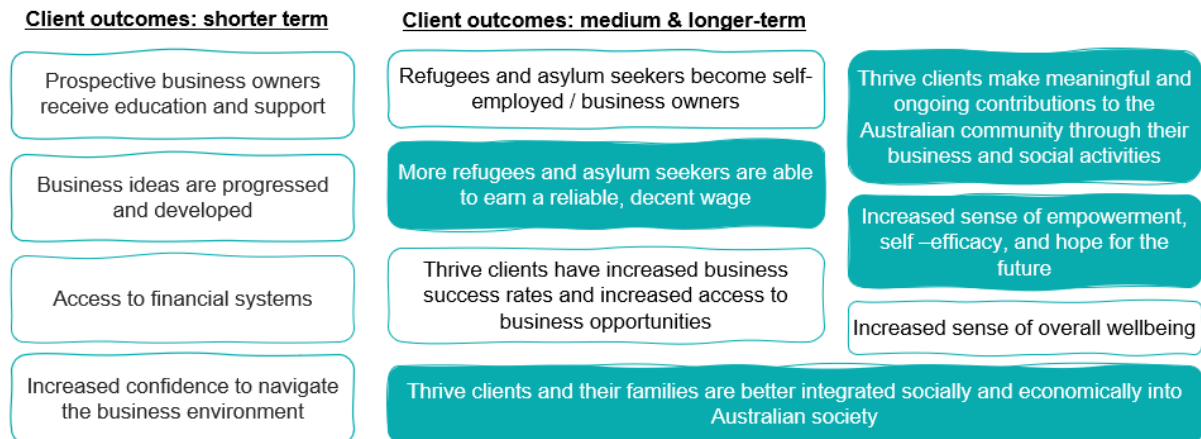 Client outcomes: shorter term
Prospective business owners
receive education and support
Business ideas are progressed
and developed
Access to financial systems
Increased confidence to navigate
the business environment
Client outcomes: medium & longer-term
Refugees and asylum seekers become self-
employed / business owners
More refugees and asylum seekers are able
to earn a reliable, decent wage
Thrive clients have increased business
success rates and increased access to
business opportunities
Thrive clients make meaningful and
ongoing contributions to the
Australian community through their
business and social activities
Increased sense of empowerment,
self –efficacy, and hope for the
future
Increased sense of overall wellbeing
Thrive clients and their families are better integrated socially and economically into
Australian society